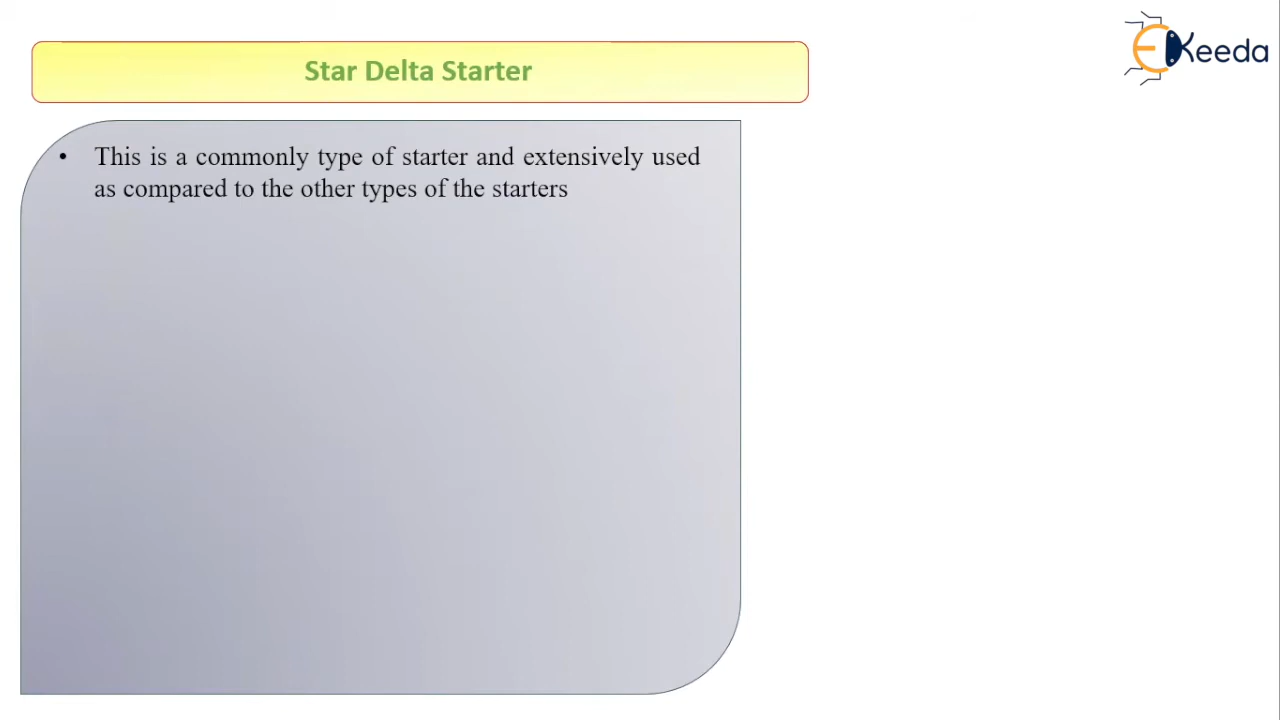 Star Delta Starter
EKeeda
• This is a commonly type of starter and extensively used
as compared to the other types of the starters